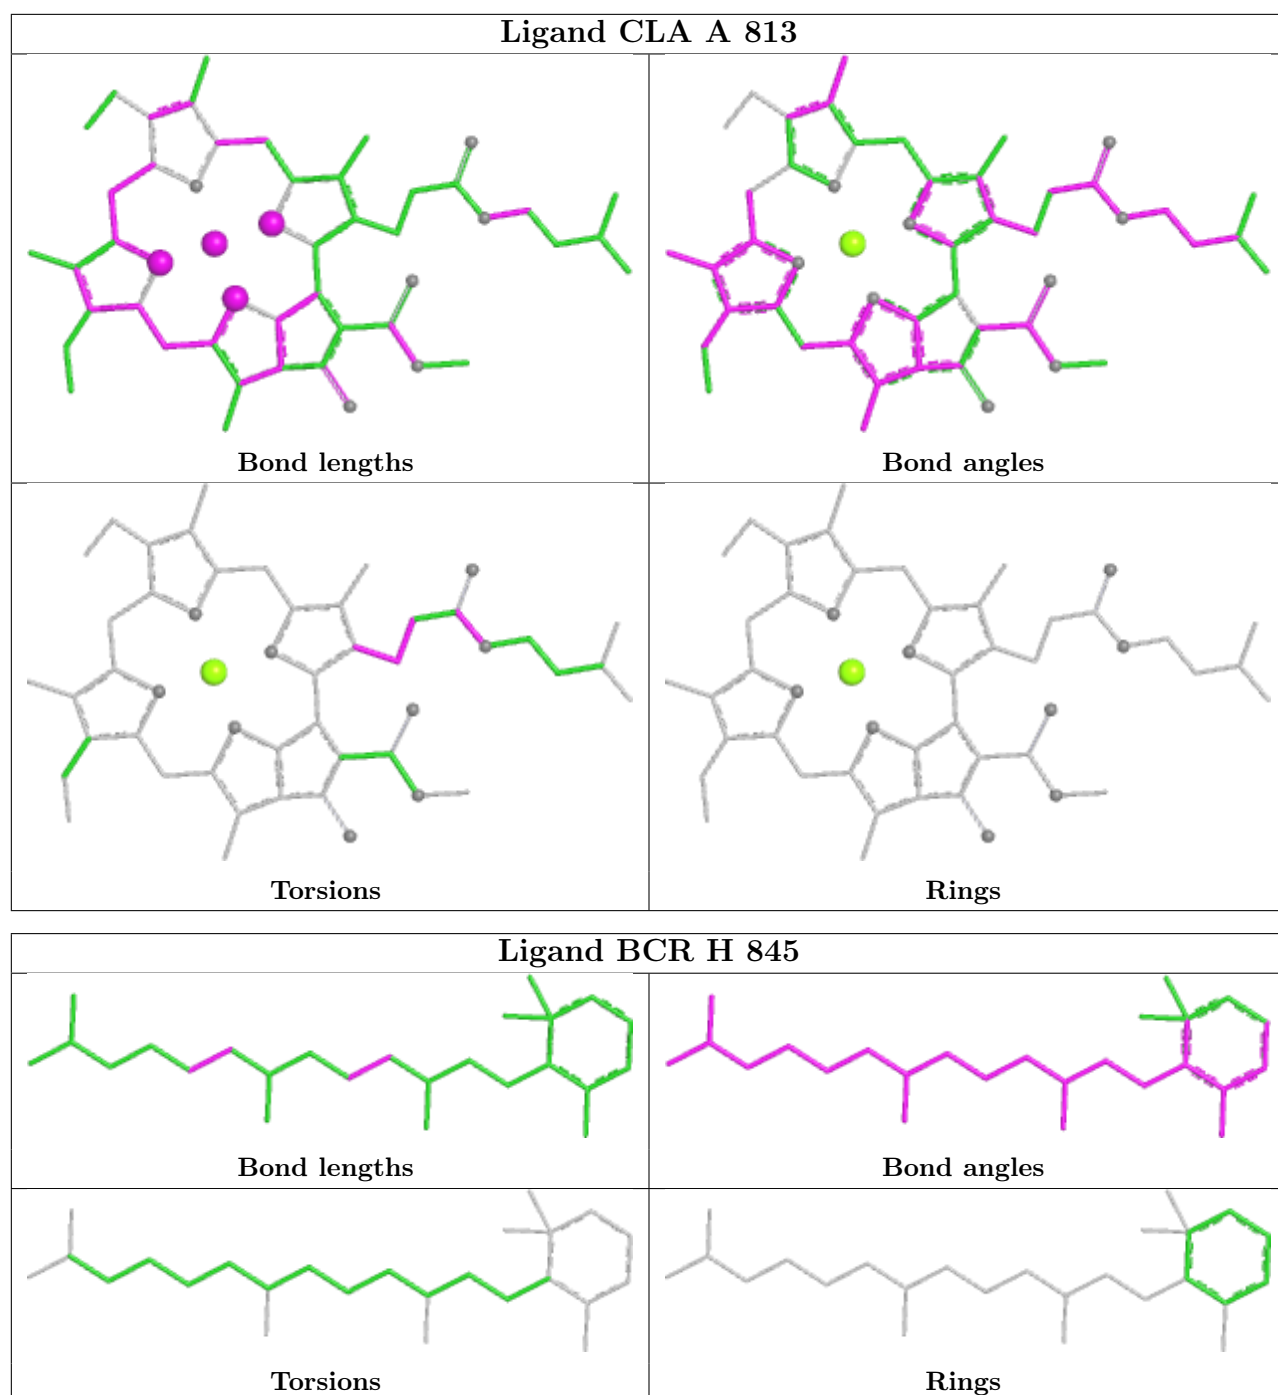 Ligand CLA A 813
Bond lengths
Bond angles
Torsions
Rings
Ligand BCR H 845
Bond lengths
Bond angles
Torsions
Rings